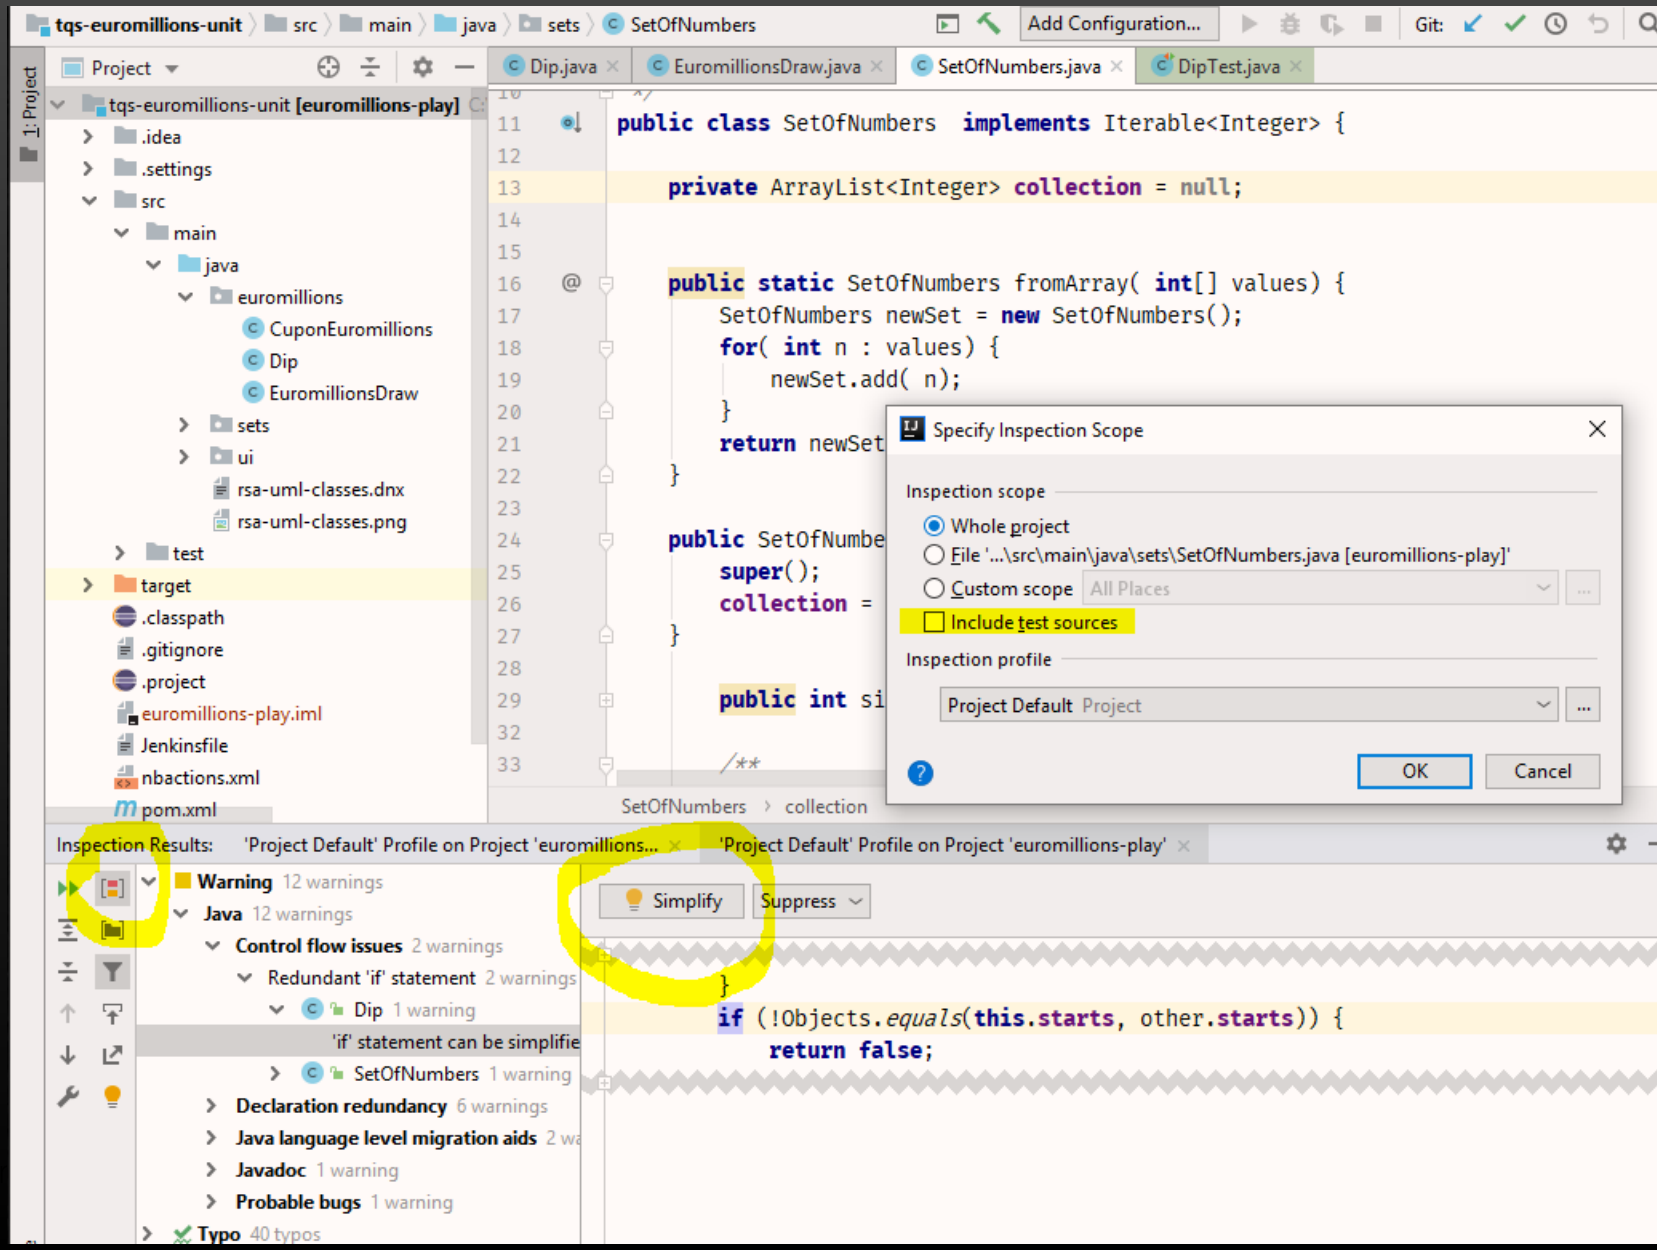 tqs-euromillions-unit src main java sets SetOfNumbers Add Configuration... Git:
1: Project
Project
Dip.java EuromillionsDraw.java SetOfNumbers.java DipTest.java
tqs-euromillions-unit [euromillions-play]
.idea
.settings
src
main
java
euromillions
CuponEuromillions
Dip
EuromillionsDraw
sets
ui
rsa-uml-classes.dnx
rsa-uml-classes.png
test
target
.classpath
.gitignore
.project
euromillions-play.iml
Jenkinsfile
nbactions.xml
pom.xml
10 */
11 public class SetOfNumbers implements Iterable<Integer> {
12
13 private ArrayList<Integer> collection = null;
14
15
16 @ public static SetOfNumbers fromArray( int[] values) {
17 SetOfNumbers newSet = new SetOfNumbers();
18 for( int n : values) {
19 newSet.add( n);
20 }
21 return newSet
22 }
23
24 public SetOfNumbe
25 super();
26 collection =
27 }
28
29 public int si
32
33 /**
SetOfNumbers collection
Specify Inspection Scope
Inspection scope
Whole project
File '...\src\main\java\sets\SetOfNumbers.java [euromillions-play]'
Custom scope All Places ...
Include test sources
Inspection profile
Project Default Project ...
? OK Cancel
Inspection Results: 'Project Default' Profile on Project 'euromillions... 'Project Default' Profile on Project 'euromillions-play'
Warning 12 warnings
Java 12 warnings
Control flow issues 2 warnings
Redundant 'if' statement 2 warnings
Dip 1 warning
'if' statement can be simplifie
SetOfNumbers 1 warning
Declaration redundancy 6 warnings
Java language level migration aids 2 wa
Javadoc 1 warning
Probable bugs 1 warning
Typo 40 typos
Simplify Suppress
}
if (!Objects.equals(this.starts, other.starts)) {
return false;